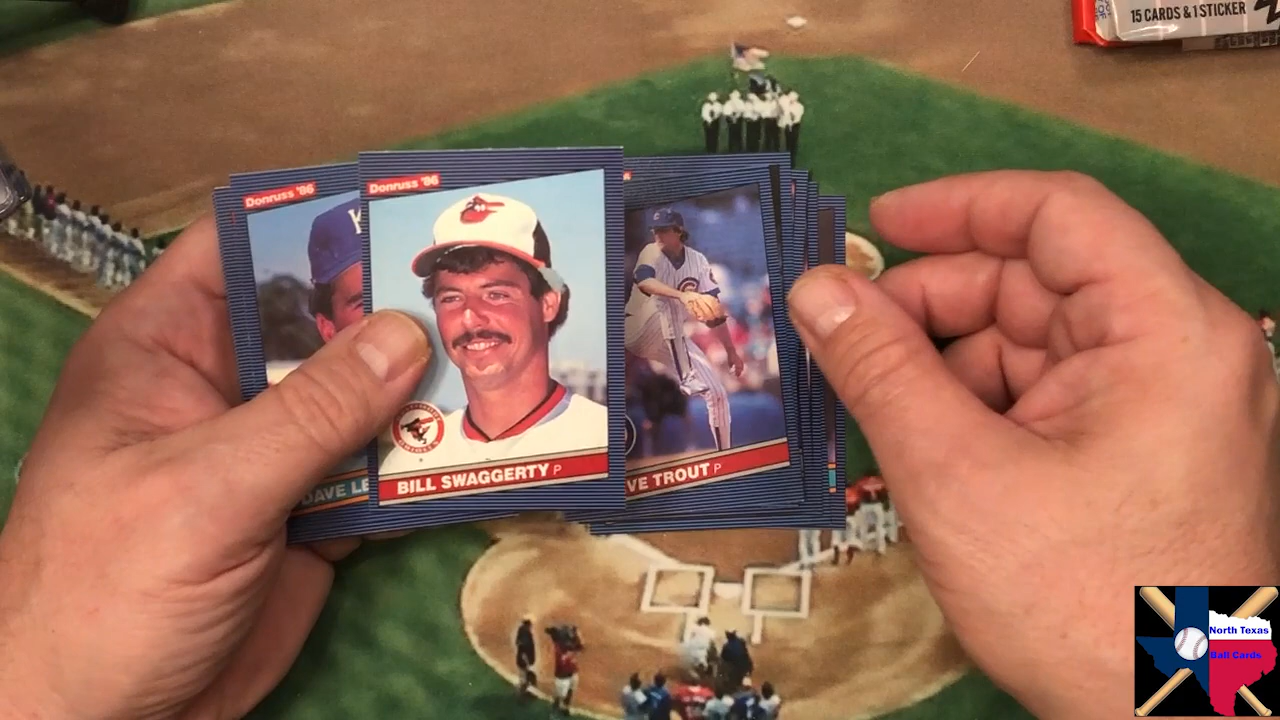 15 CARDS & 1 STICKER
Donruss '86
Donruss '86
K
DAVE LE
BILL SWAGGERTY P
VE TROUT P
North Texas
Ball Cards